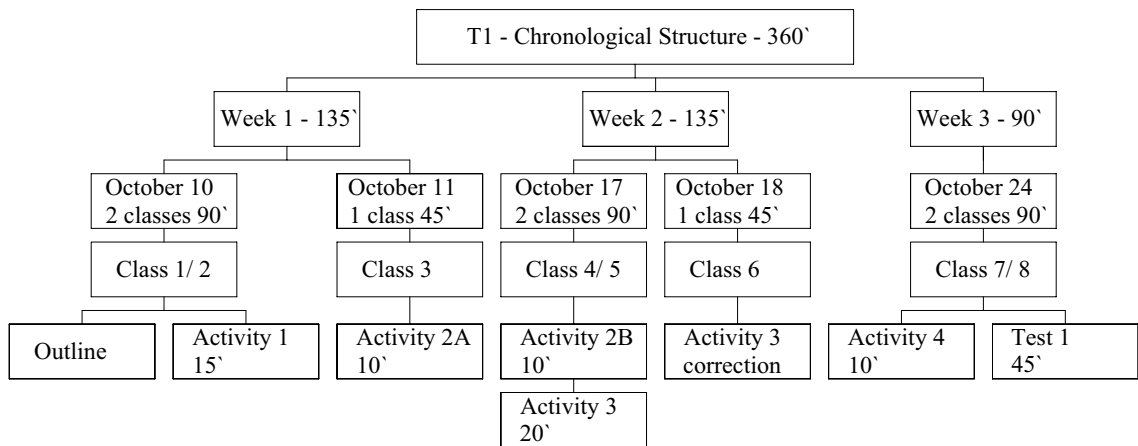 T1 - Chronological Structure - 360`
Week 1 - 135`
Week 2 - 135`
Week 3 - 90`
October 10
2 classes 90`
October 11
1 class 45`
October 17
2 classes 90`
October 18
1 class 45`
October 24
2 classes 90`
Class 1/ 2
Class 3
Class 4/ 5
Class 6
Class 7/ 8
Outline
Activity 1
15`
Activity 2A
10`
Activity 2B
10`
Activity 3
correction
Activity 4
10`
Test 1
45`
Activity 3
20`